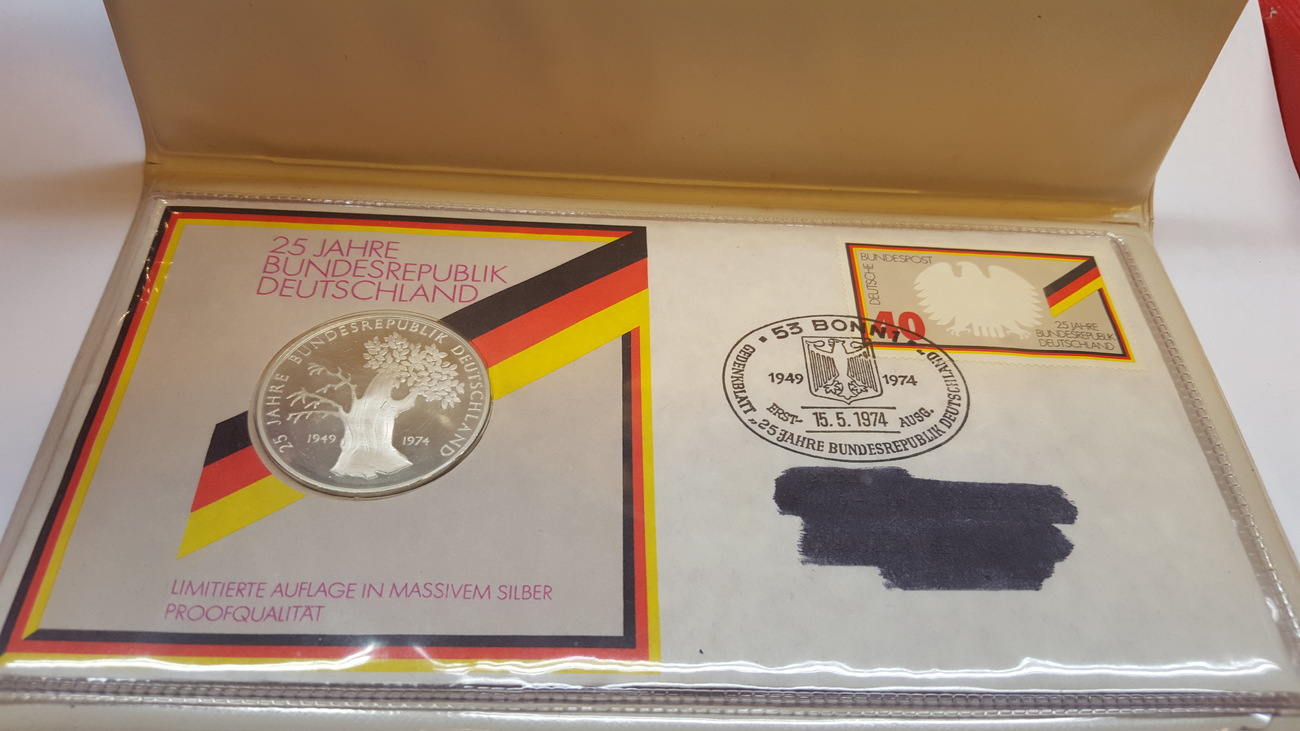 25 JAHRE
BUNDESREPUBLIK
DEUTSCHLAND
25 JAHRE BUNDESREPUBLIK DEUTSCHLAND
1949 1974
LIMITIERTE AUFLAGE IN MASSIVEM SILBER
PROOFQUALITÄT
DEUTSCHE BUNDESPOST
40
25 JAHRE
BUNDESREPUBLIK
DEUTSCHLAND
53 BONN 1
1949 1974
ERST- 15.5.1974 AUSG.
GEDENKBLATT „25 JAHRE BUNDESREPUBLIK DEUTSCHLAND"